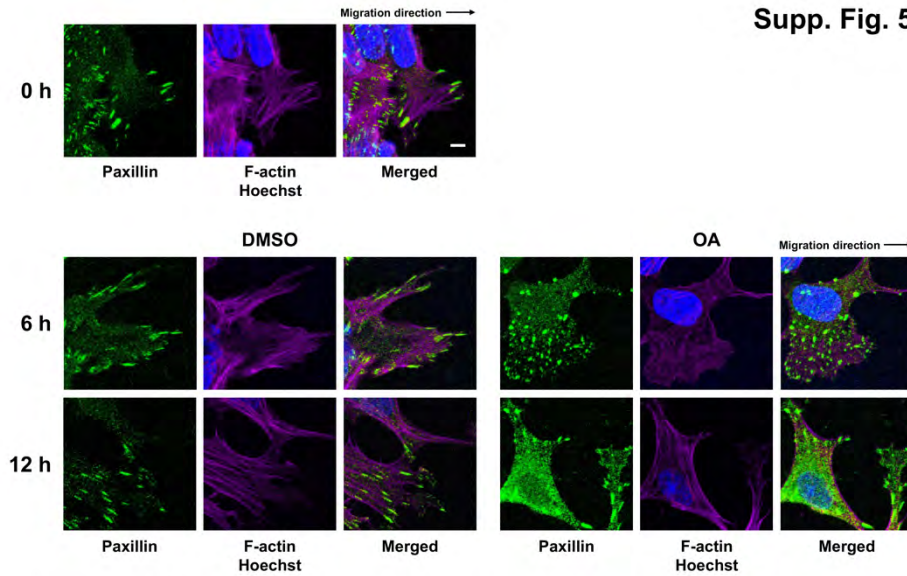 Migration direction
Supp. Fig. 5
0 h
Paxillin
F-actin
Hoechst
Merged
DMSO
OA
Migration direction
6 h
12 h
Paxillin
F-actin
Hoechst
Merged
Paxillin
F-actin
Hoechst
Merged